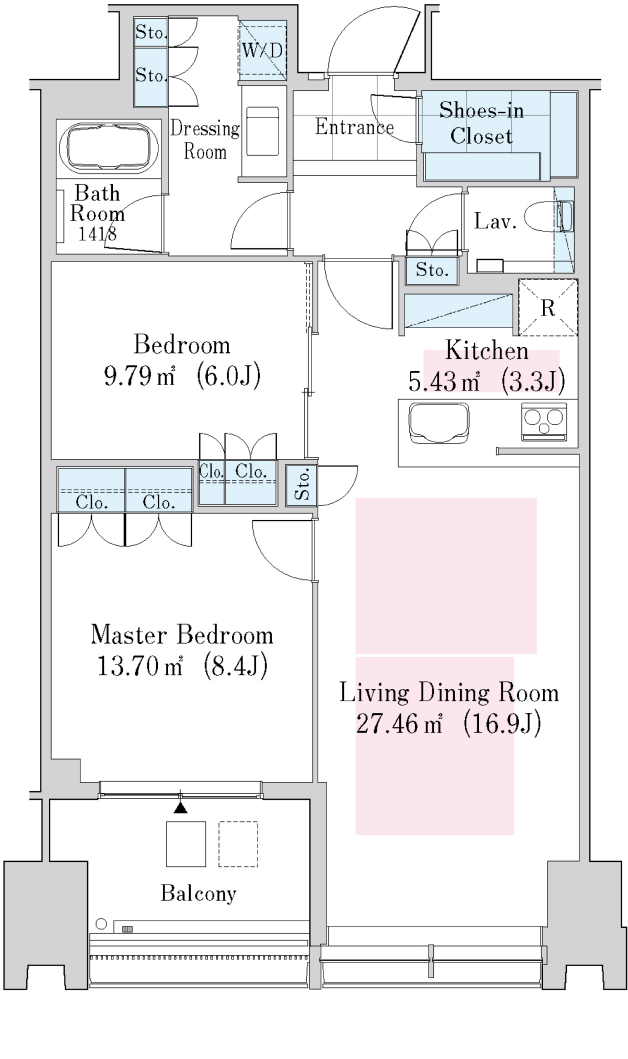 Sto.
Sto.
W/D
Dressing
Room
Entrance
Shoes-in
Closet
Bath
Room
1418
Lav.
Sto.
R
Bedroom
9.79㎡ (6.0J)
Kitchen
5.43㎡ (3.3J)
Clo.
Clo.
Sto.
Clo.
Clo.
Master Bedroom
13.70㎡ (8.4J)
Living Dining Room
27.46㎡ (16.9J)
Balcony